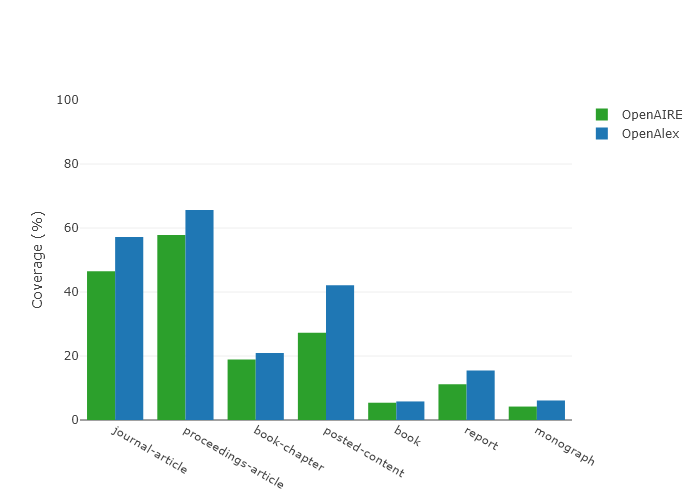 100
80
60
40
20
0
Coverage (%)
journal-article
proceedings-article
book-chapter
posted-content
book
report
monograph
OpenAIRE
OpenAlex